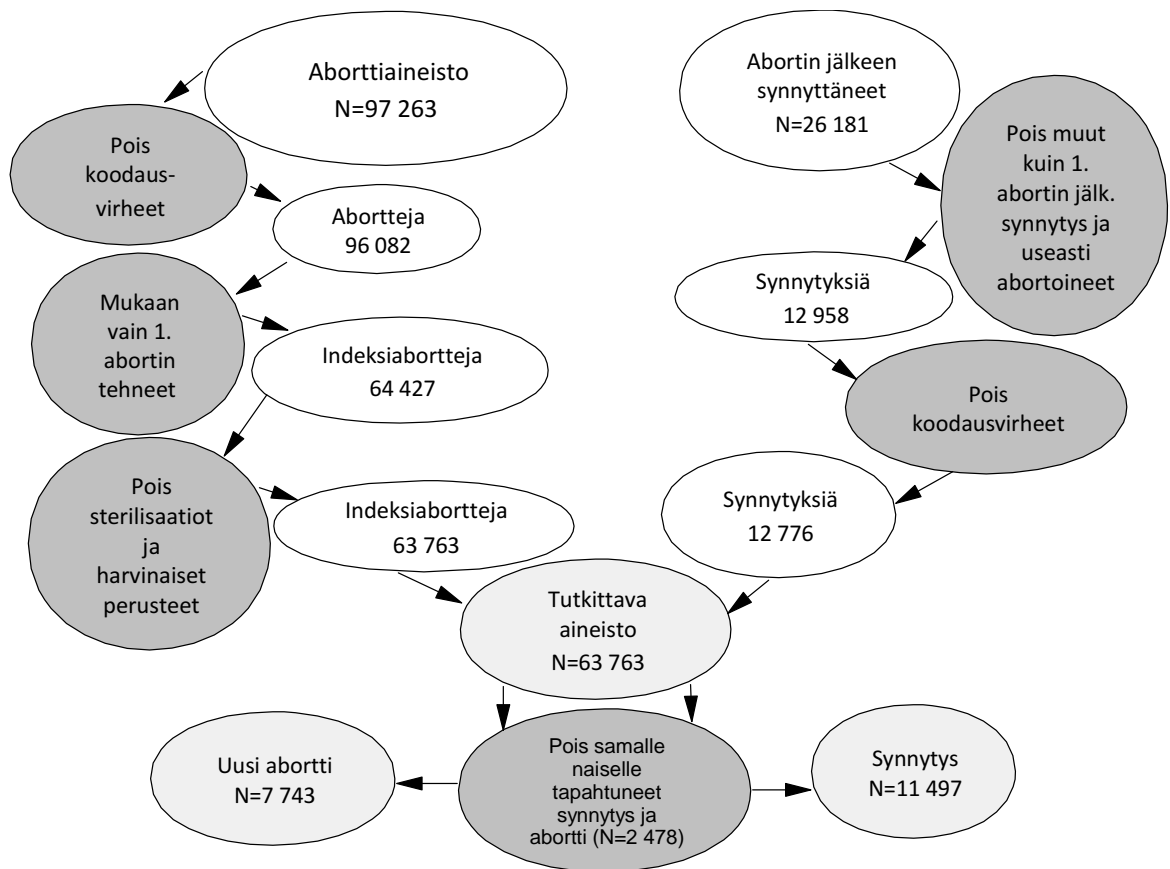 Aborttiaineisto
N=97 263
Pois
koodaus-
virheet
Abortteja
96 082
Mukaan
vain 1.
abortin
tehneet
Indeksiabortteja
64 427
Pois
sterilisaatiot
ja
harvinaiset
perusteet
Indeksiabortteja
63 763
Abortin jälkeen
synnyttäneet
N=26 181
Pois muut
kuin 1.
abortin jälk.
synnytys ja
useasti
abortoineet
Synnytyksiä
12 958
Pois
koodausvirheet
Synnytyksiä
12 776
Tutkittava
aineisto
N=63 763
Pois samalle
naiselle
tapahtuneet
synnytys ja
abortti (N=2 478)
Uusi abortti
N=7 743
Synnytys
N=11 497